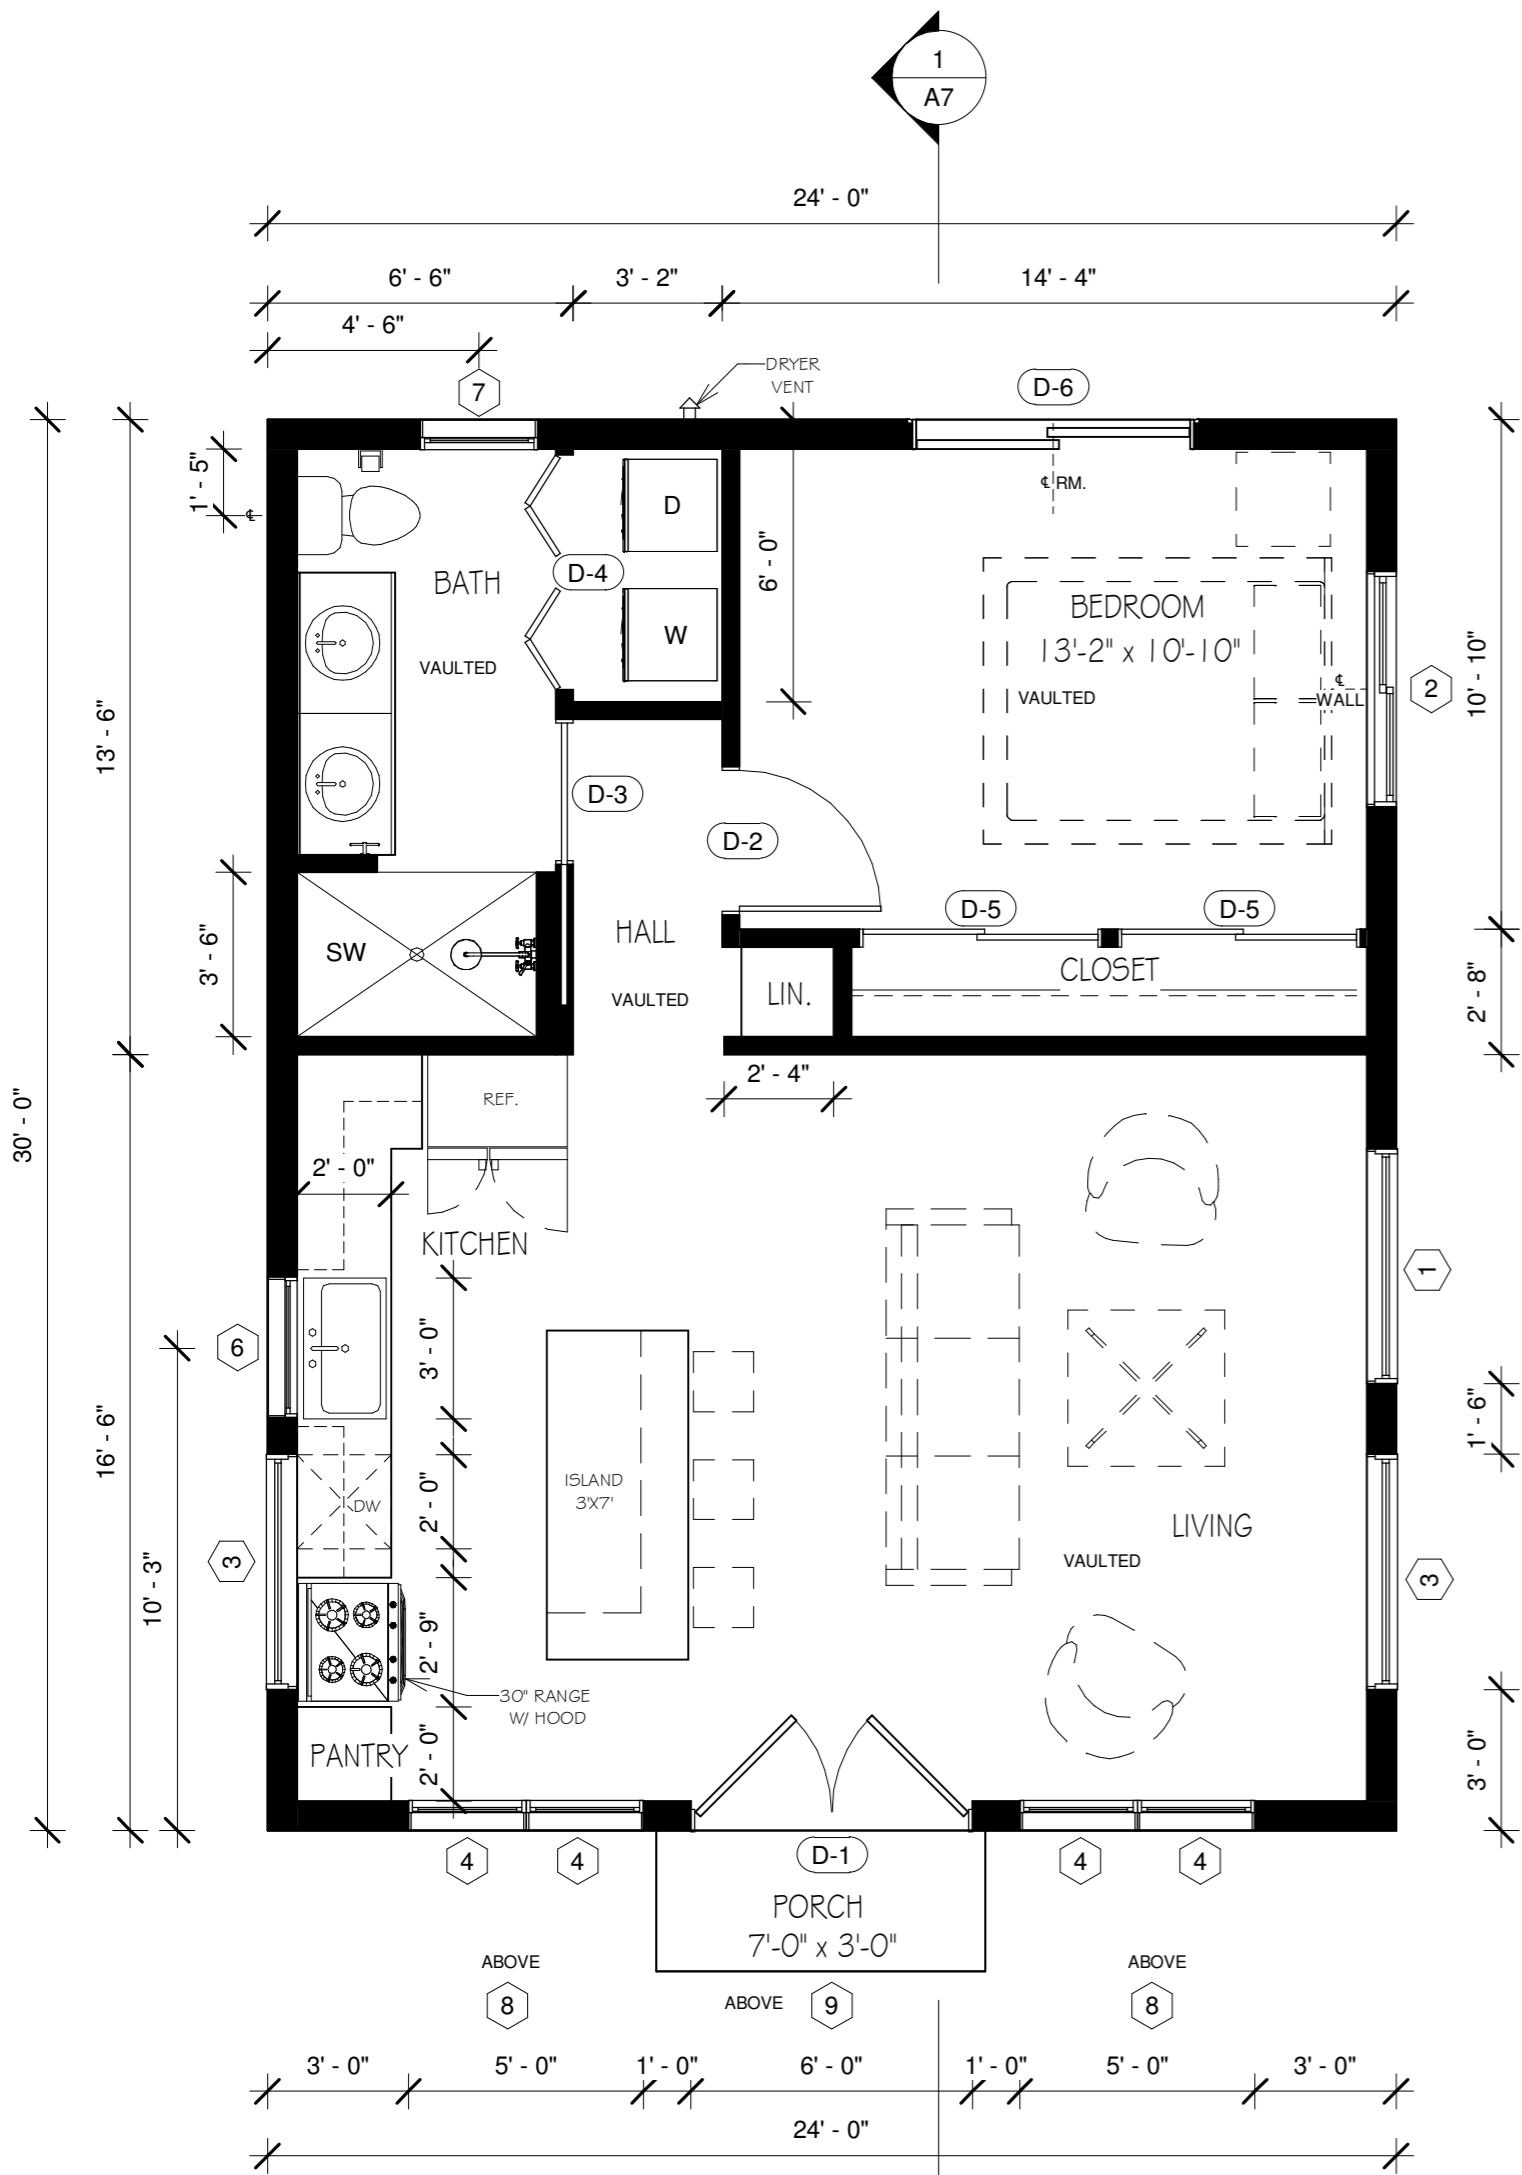 1
A7
24' - 0"
6' - 6"
3' - 2"
14' - 4"
4' - 6"
DRYER
VENT
7
D-6
1' - 5"
℄
℄ RM.
D
D-4
6' - 0"
BATH
BEDROOM
13'-2" x 10'-10"
W
VAULTED
VAULTED
℄
WALL
2
10' - 10"
13' - 6"
D-3
D-2
D-5
D-5
HALL
3' - 6"
SW
CLOSET
LIN.
VAULTED
2' - 8"
2' - 4"
REF.
30' - 0"
2' - 0"
KITCHEN
1
6
3' - 0"
16' - 6"
1' - 6"
ISLAND
3'X7'
2' - 0"
DW
LIVING
VAULTED
3
3
10' - 3"
2' - 9"
30" RANGE
W/ HOOD
PANTRY
2' - 0"
3' - 0"
4
4
D-1
4
4
PORCH
7'-0" x 3'-0"
ABOVE
8
ABOVE
9
ABOVE
8
3' - 0"
5' - 0"
1' - 0"
6' - 0"
1' - 0"
5' - 0"
3' - 0"
24' - 0"